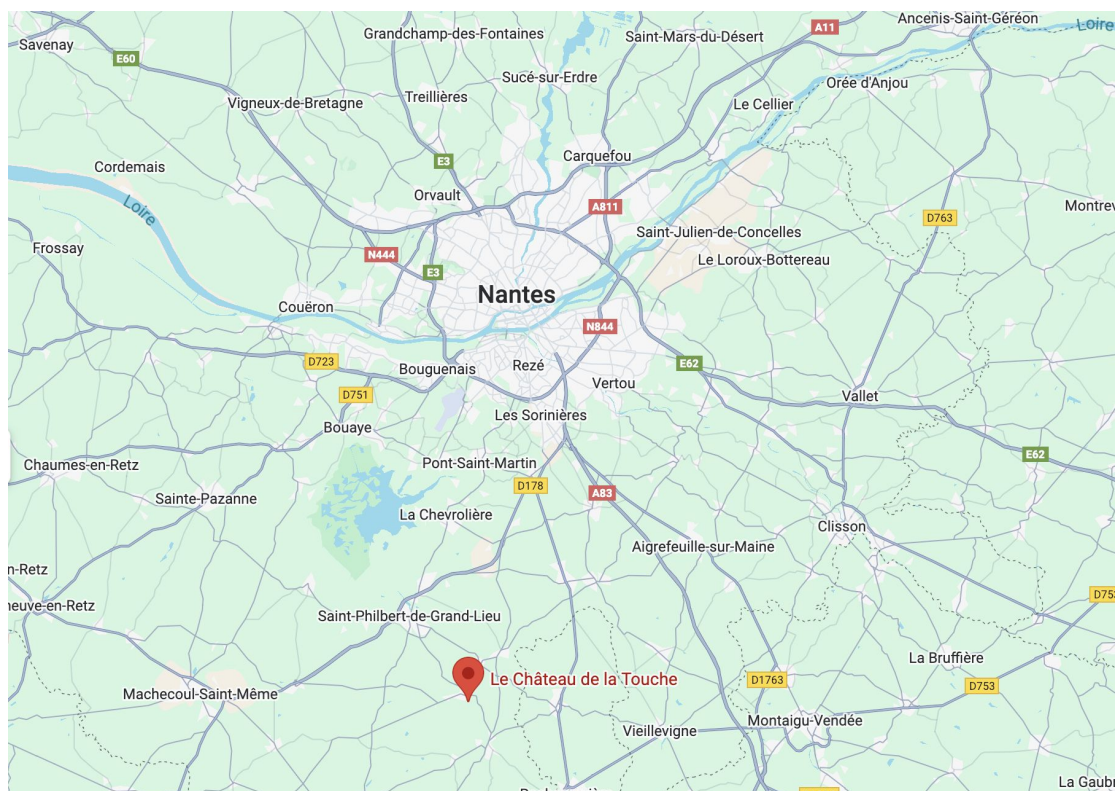 Ancenis-Saint-Géréon
A11
Loire
Grandchamp-des-Fontaines
Saint-Mars-du-Désert
Savenay
E60
Sucé-sur-Erdre
Orée d'Anjou
Treillières
Vigneux-de-Bretagne
Le Cellier
Carquefou
E3
Cordemais
Orvault
Loire
A811
Montrev
D763
Saint-Julien-de-Concelles
Frossay
N444
Le Loroux-Bottereau
E3
Nantes
Couëron
N844
D723
Rezé
E62
Bouguenais
Vertou
D751
Vallet
Les Sorinières
Bouaye
E62
Pont-Saint-Martin
Chaumes-en-Retz
D178
A83
Sainte-Pazanne
La Chevrolière
Clisson
Aigrefeuille-sur-Maine
n-Retz
D753
neuve-en-Retz
Saint-Philbert-de-Grand-Lieu
La Bruffière
Le Château de la Touche
D1763
D753
Machecoul-Saint-Même
Montaigu-Vendée
Vieillevigne
La Gaubr